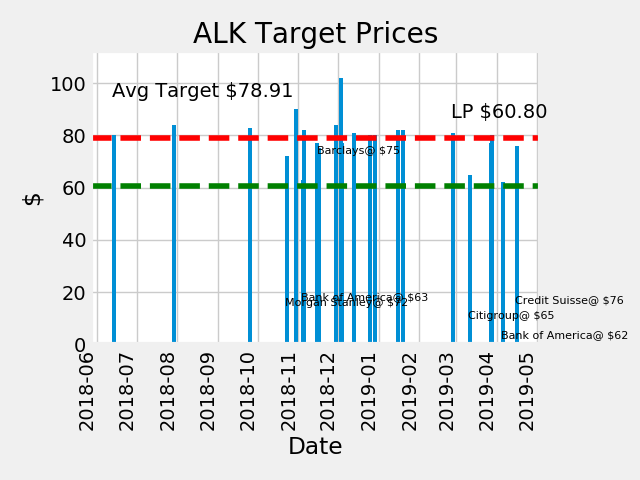 ALK Target Prices
Avg Target $78.91
LP $60.80
Barclays@ $75
Bank of America@ $63
Morgan Stanley@ $72
Credit Suisse@ $76
Citigroup@ $65
Bank of America@ $62
$
100
80
60
40
20
0
2018-06
2018-07
2018-08
2018-09
2018-10
2018-11
2018-12
2019-01
2019-02
2019-03
2019-04
2019-05
Date